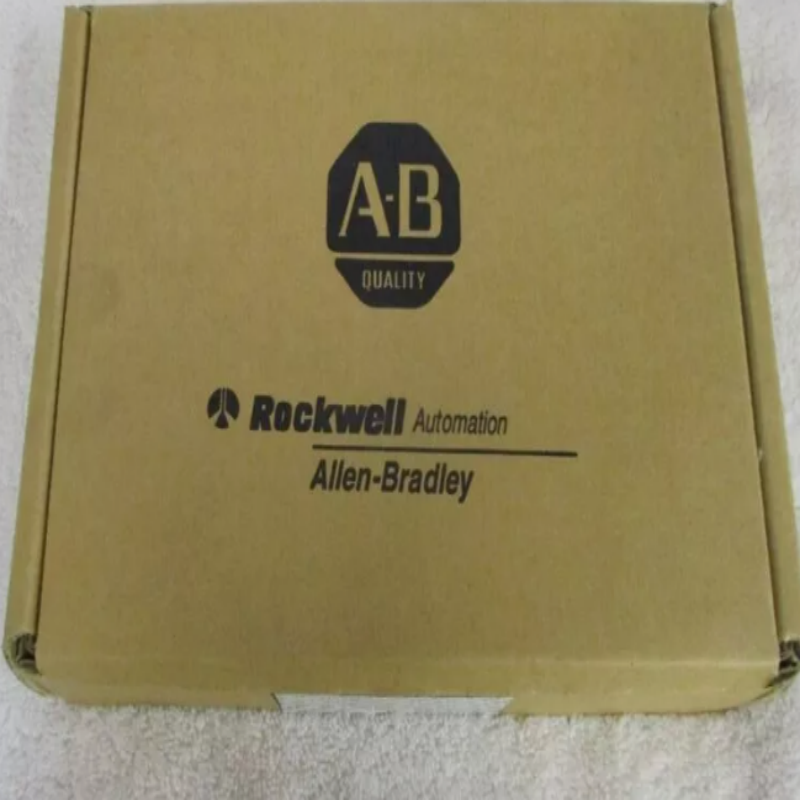 A-B
QUALITY
Rockwell Automation
Allen-Bradley